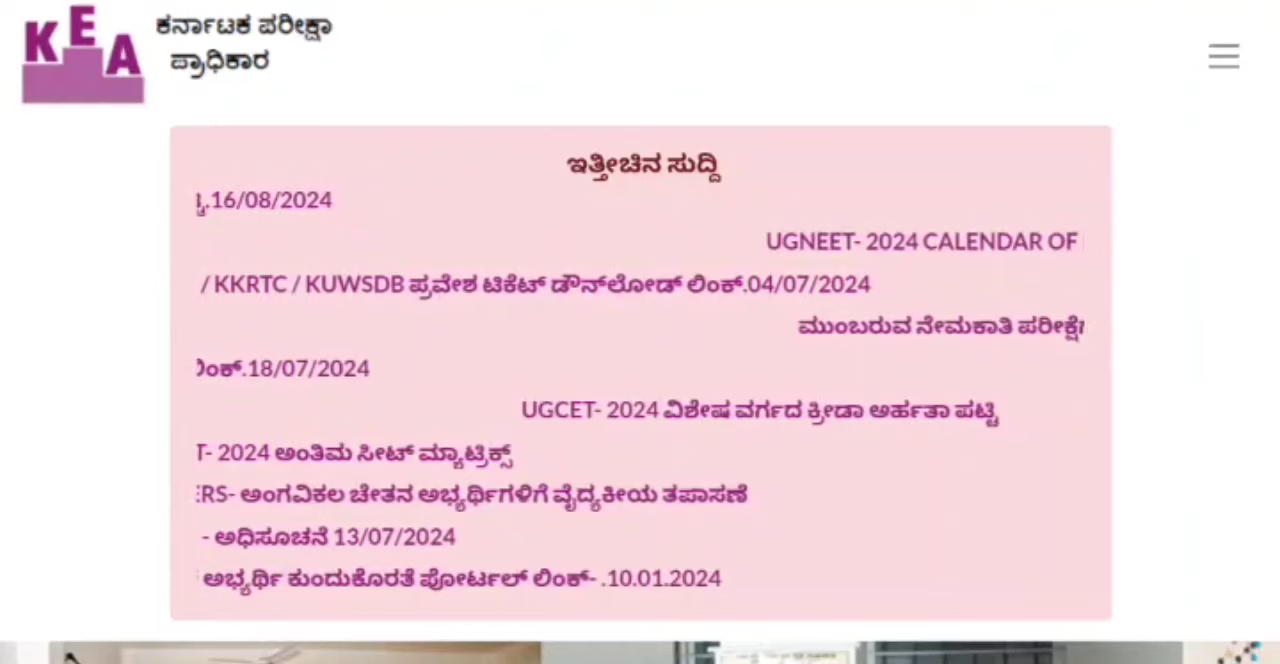 KEA
ಕರ್ನಾಟಕ ಪರೀಕ್ಷಾ
ಪ್ರಾಧಿಕಾರ
ಇತ್ತೀಚಿನ ಸುದ್ದಿ
.16/08/2024
UGNEET- 2024 CALENDAR OF
/ KKRTC / KUWSDB ಪ್ರವೇಶ ಟಿಕೆಟ್ ಡೌನ್‌ಲೋಡ್ ಲಿಂಕ್.04/07/2024
ಮುಂಬರುವ ನೇಮಕಾತಿ ಪರೀಕ್ಷೆ
ಲಿಂಕ್.18/07/2024
UGCET- 2024 ವಿಶೇಷ ವರ್ಗದ ಕ್ರೀಡಾ ಅರ್ಹತಾ ಪಟ್ಟಿ
T- 2024 ಅಂತಿಮ ಸೀಟ್ ಮ್ಯಾಟ್ರಿಕ್ಸ್
ERS- ಅಂಗವಿಕಲ ಚೇತನ ಅಭ್ಯರ್ಥಿಗಳಿಗೆ ವೈದ್ಯಕೀಯ ತಪಾಸಣೆ
- ಅಧಿಸೂಚನೆ 13/07/2024
ಅಭ್ಯರ್ಥಿ ಕುಂದುಕೊರತೆ ಪೋರ್ಟಲ್ ಲಿಂಕ್- .10.01.2024